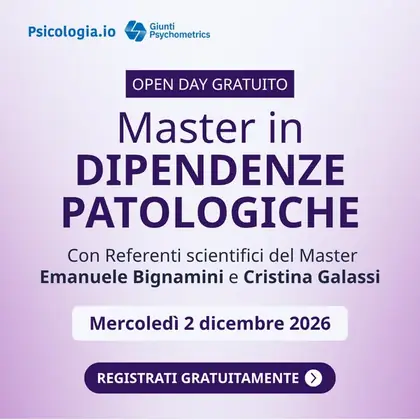 Psicologia.io Giunti Psychometrics
OPEN DAY GRATUITO
Master in
DIPENDENZE
PATOLOGICHE
Con Referenti scientifici del Master
Emanuele Bignamini e Cristina Galassi
Mercoledì 2 dicembre 2026
REGISTRATI GRATUITAMENTE